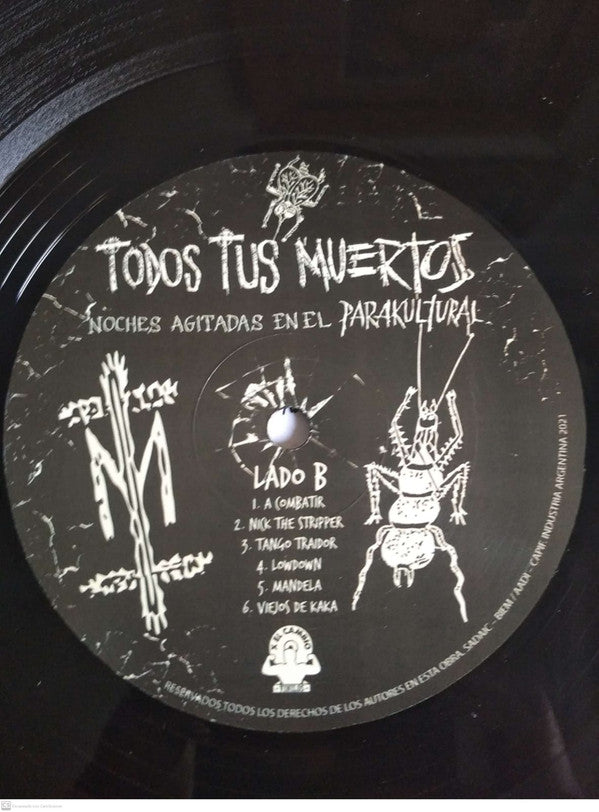 TODOS TUS MUERTOS
NOCHES AGITADAS EN EL PARAKULTURAL
LADO B
1. A COMBATIR
2. NICK THE STRIPPER
3. TANGO TRAIDOR
4. LOWDOWN
5. MANDELA
6. VIEJOS DE KAKA
X EL CAMBIO
RESERVADOS TODOS LOS DERECHOS DE LOS AUTORES EN ESTA OBRA. SADAIC - BIEM / AADI - CAPIF INDUSTRIA ARGENTINA 2021